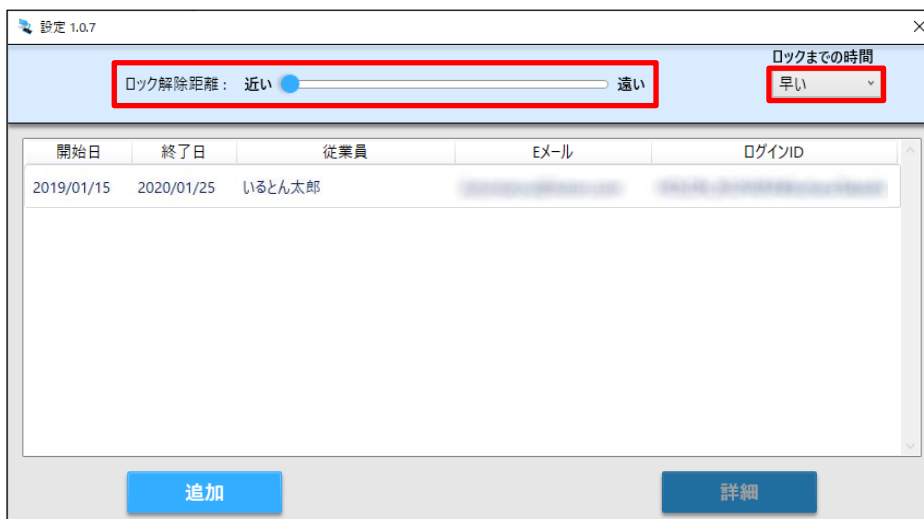 設定 1.0.7
ロックまでの時間
ロック解除距離： 近い 遠い 早い
開始日 終了日 従業員 Eメール ログインID
2019/01/15 2020/01/25 いるとん太郎
追加 詳細